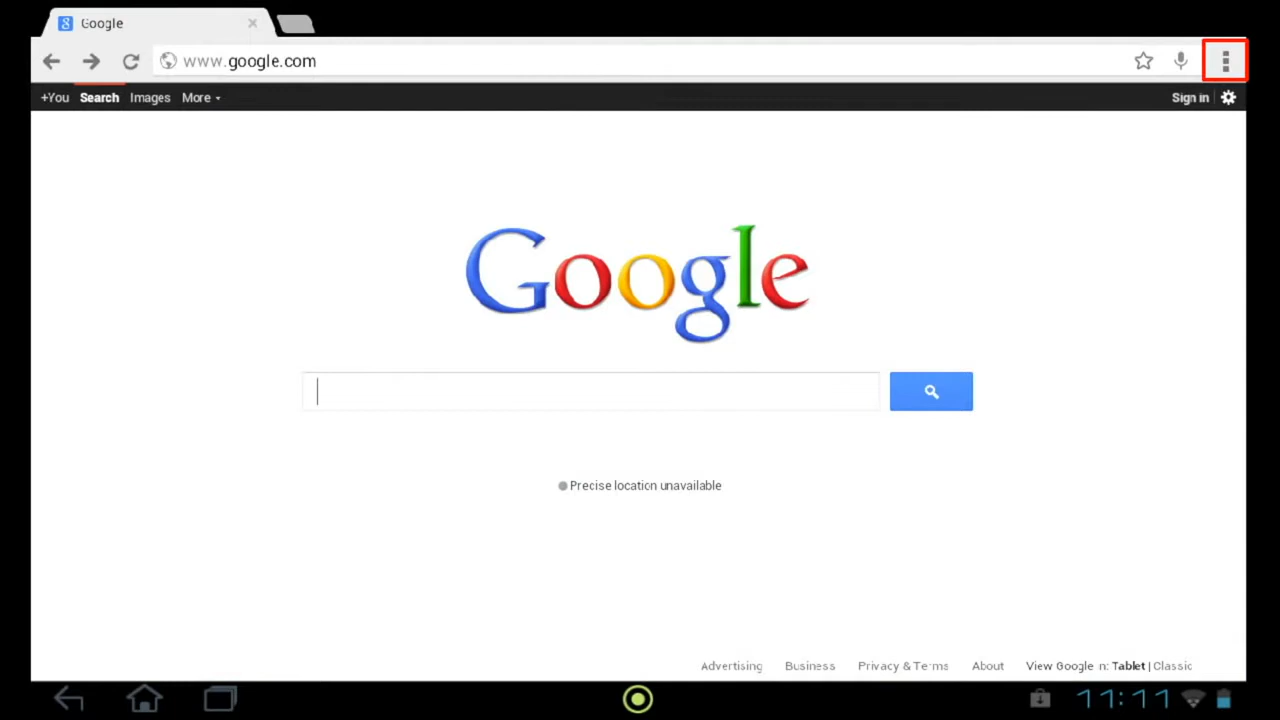 Google
www.google.com
+You Search Images More
Sign in
Google
Precise location unavailable
Advertising Business Privacy & Terms About View Google in: Tablet | Classic
11:11